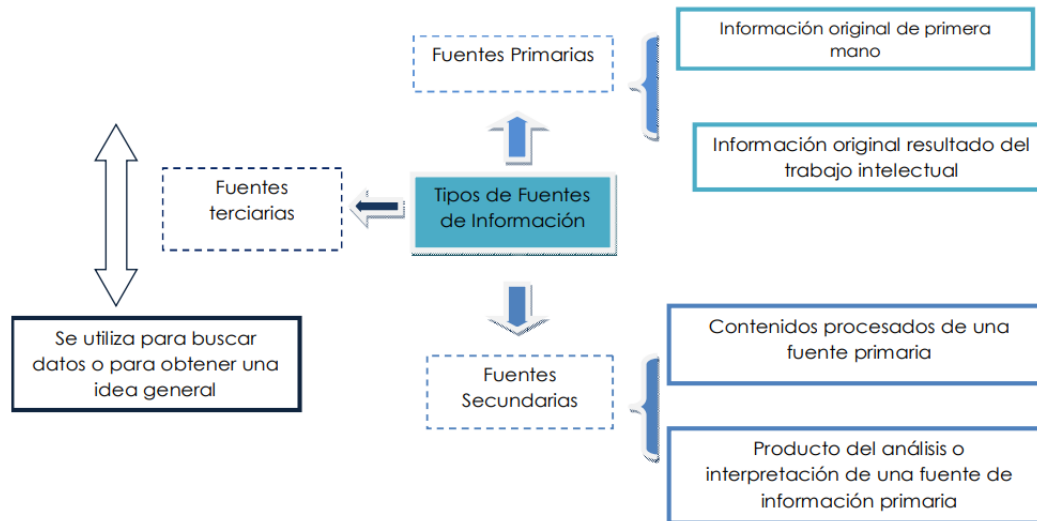 Fuentes Primarias
Información original de primera
mano
Información original resultado del
trabajo intelectual
Fuentes
terciarias
Tipos de Fuentes
de Información
Se utiliza para buscar
datos o para obtener una
idea general
Fuentes
Secundarias
Contenidos procesados de una
fuente primaria
Producto del análisis o
interpretación de una fuente de
información primaria